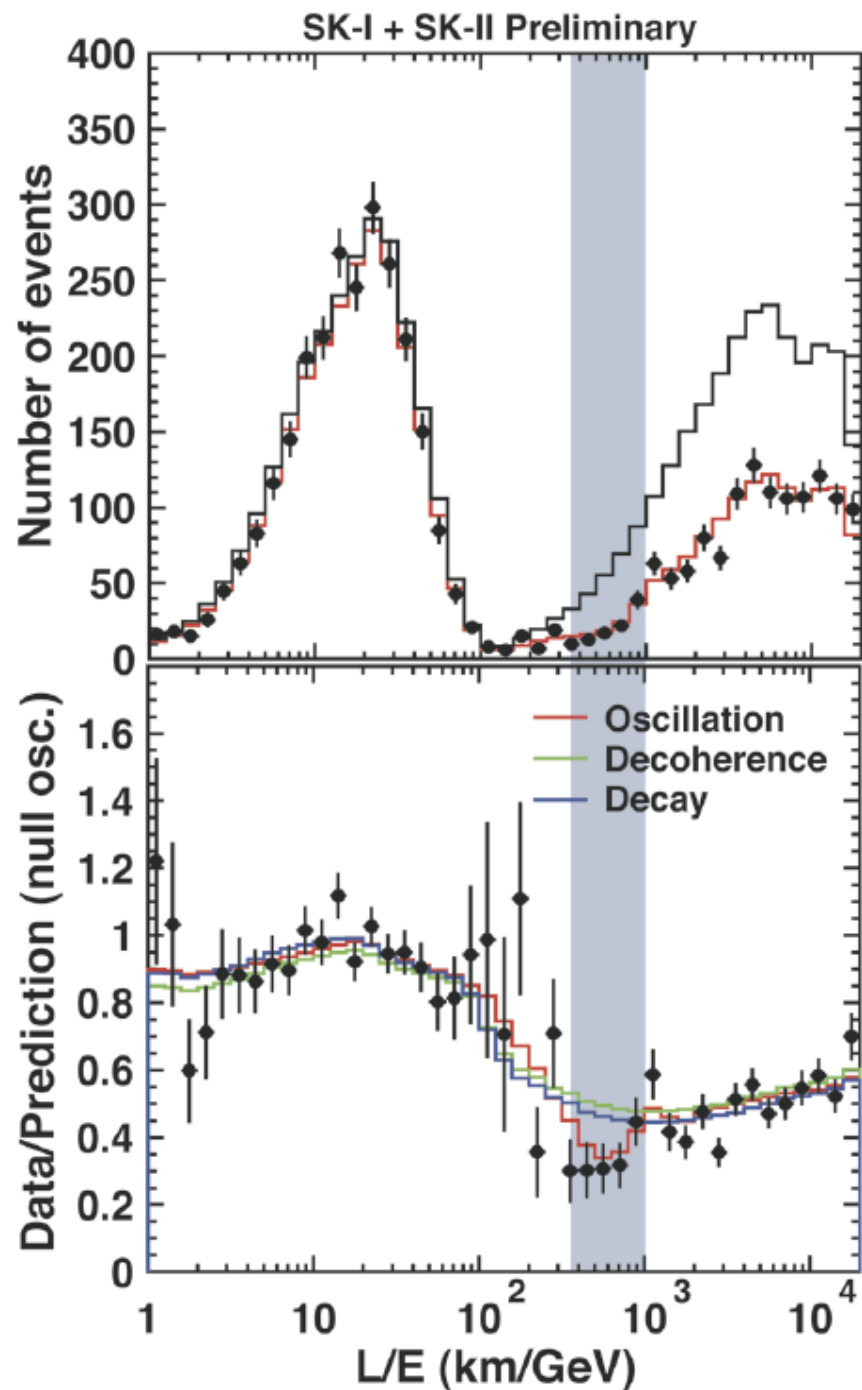 SK-I + SK-II Preliminary
400
350
300
250
200
150
100
50
0
Number of events
Oscillation
Decoherence
Decay
1.6
1.4
1.2
1
0.8
0.6
0.4
0.2
0
Data/Prediction (null osc.)
1 10 10² 10³ 10⁴
L/E (km/GeV)